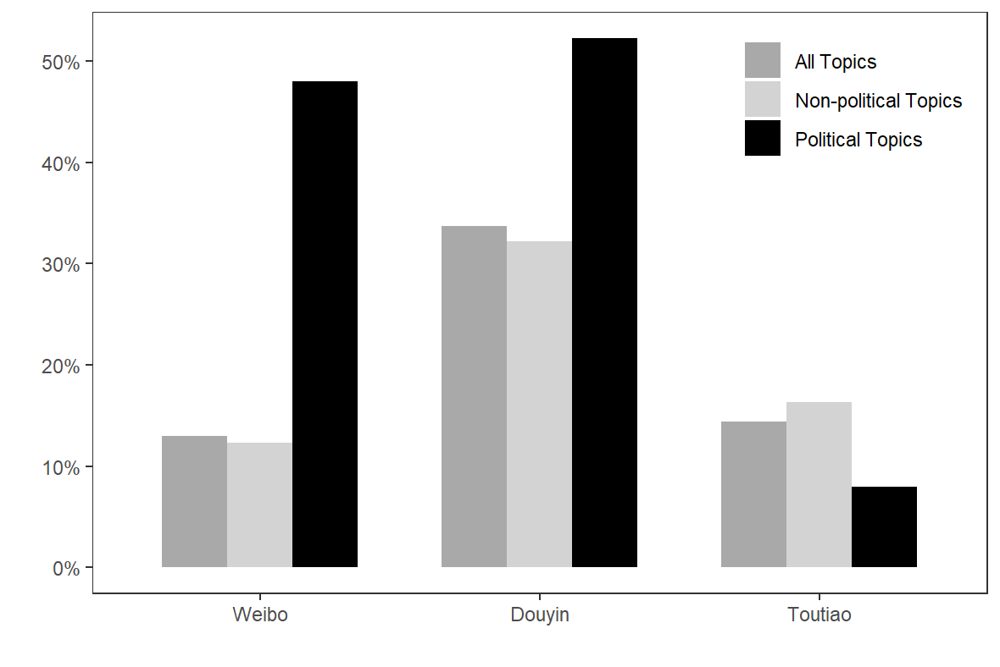 50%
40%
30%
20%
10%
0%
All Topics
Non-political Topics
Political Topics
Weibo
Douyin
Toutiao